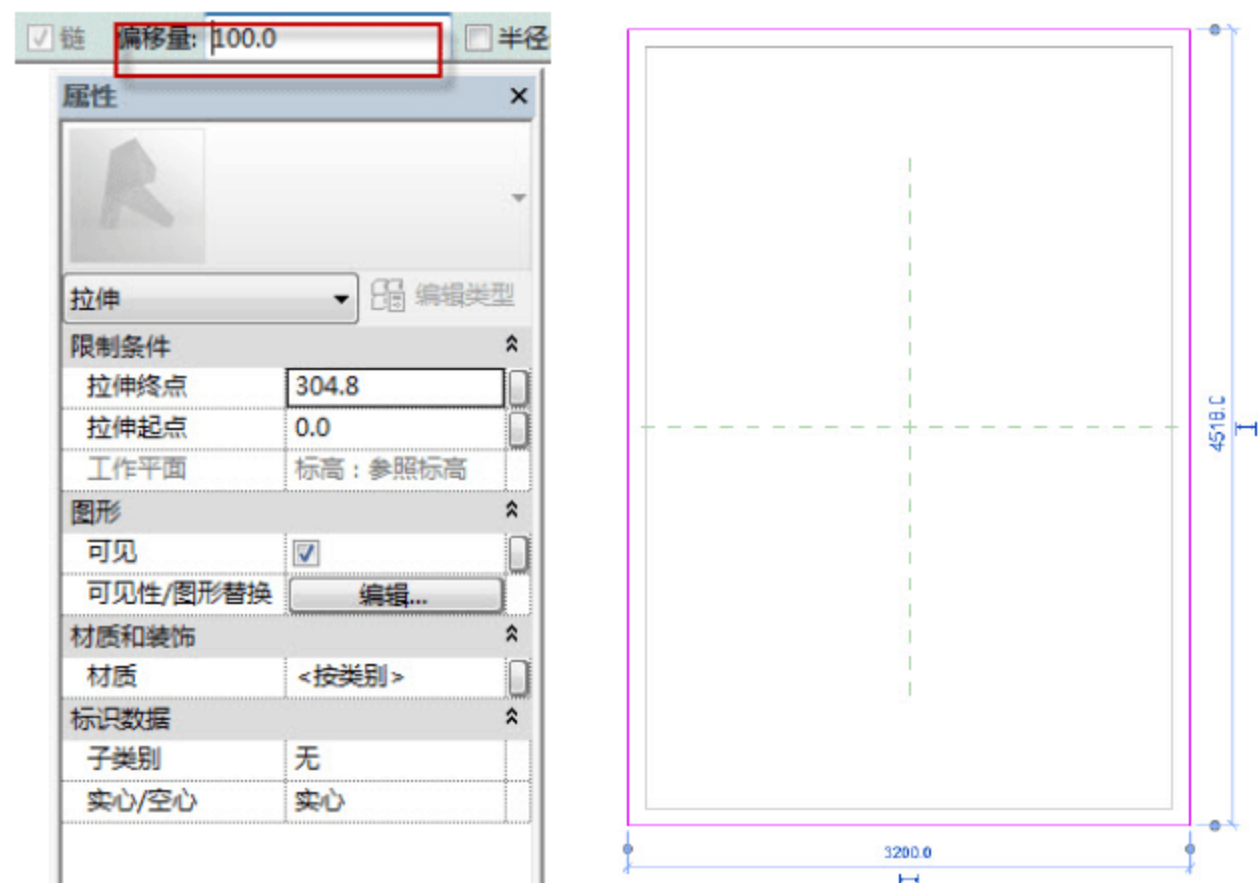 链 偏移量: 100.0 半径
属性
拉伸 编辑类型
限制条件
拉伸终点 304.8
拉伸起点 0.0
工作平面 标高：参照标高
图形
可见
可见性/图形替换 编辑...
材质和装饰
材质 <按类别>
标识数据
子类别 无
实心/空心 实心
4518.0
3200.0